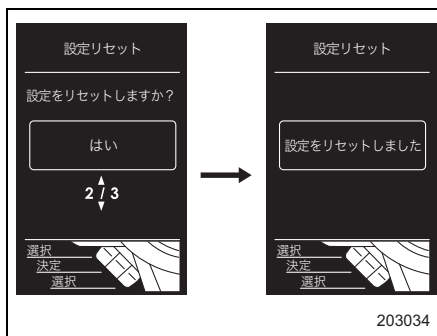 設定リセット
設定をリセットしますか？
はい
2 / 3
選択
決定
選択
設定リセット
設定をリセットしました
選択
決定
選択
203034